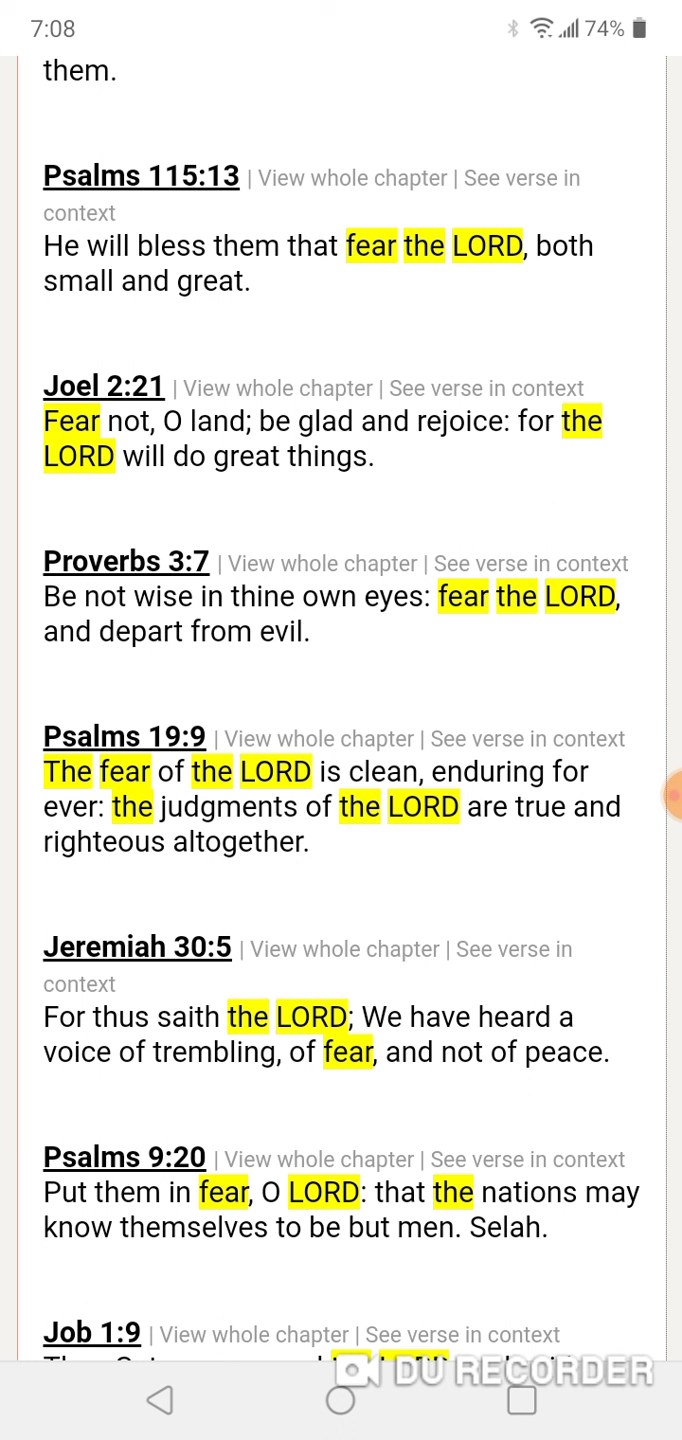 7:08 74%
them.
Psalms 115:13 | View whole chapter | See verse in
context
He will bless them that fear the LORD, both
small and great.
Joel 2:21 | View whole chapter | See verse in context
Fear not, O land; be glad and rejoice: for the
LORD will do great things.
Proverbs 3:7 | View whole chapter | See verse in context
Be not wise in thine own eyes: fear the LORD,
and depart from evil.
Psalms 19:9 | View whole chapter | See verse in context
The fear of the LORD is clean, enduring for
ever: the judgments of the LORD are true and
righteous altogether.
Jeremiah 30:5 | View whole chapter | See verse in
context
For thus saith the LORD; We have heard a
voice of trembling, of fear, and not of peace.
Psalms 9:20 | View whole chapter | See verse in context
Put them in fear, O LORD: that the nations may
know themselves to be but men. Selah.
Job 1:9 | View whole chapter | See verse in context
DU RECORDER